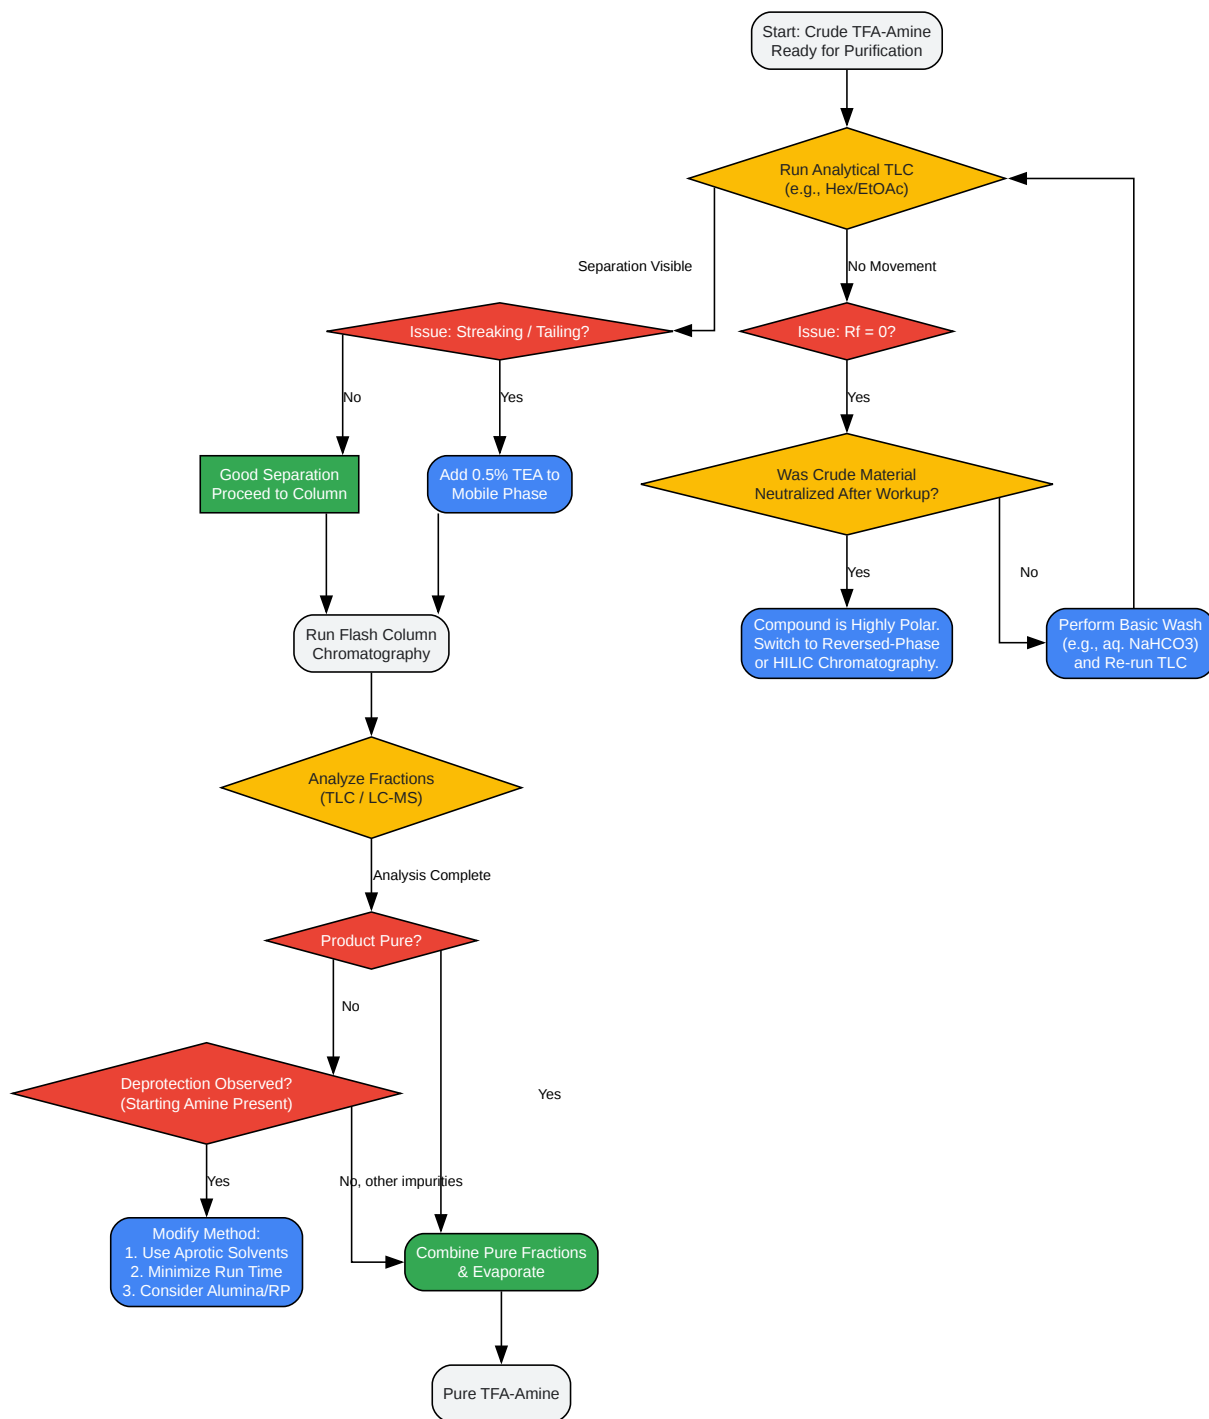 Start: Crude TFA-Amine
Ready for Purification
Run Analytical TLC
(e.g., Hex/EtOAc)
Separation Visible
No Movement
Issue: Streaking / Tailing?
Issue: Rf = 0?
No
Yes
Yes
Good Separation
Proceed to Column
Add 0.5% TEA to
Mobile Phase
Was Crude Material
Neutralized After Workup?
Yes
No
Run Flash Column
Chromatography
Compound is Highly Polar.
Switch to Reversed-Phase
or HILIC Chromatography.
Perform Basic Wash
(e.g., aq. NaHCO3)
and Re-run TLC
Analyze Fractions
(TLC / LC-MS)
Analysis Complete
Product Pure?
No
Yes
Deprotection Observed?
(Starting Amine Present)
Yes
No, other impurities
Modify Method:
1. Use Aprotic Solvents
2. Minimize Run Time
3. Consider Alumina/RP
Combine Pure Fractions
& Evaporate
Pure TFA-Amine